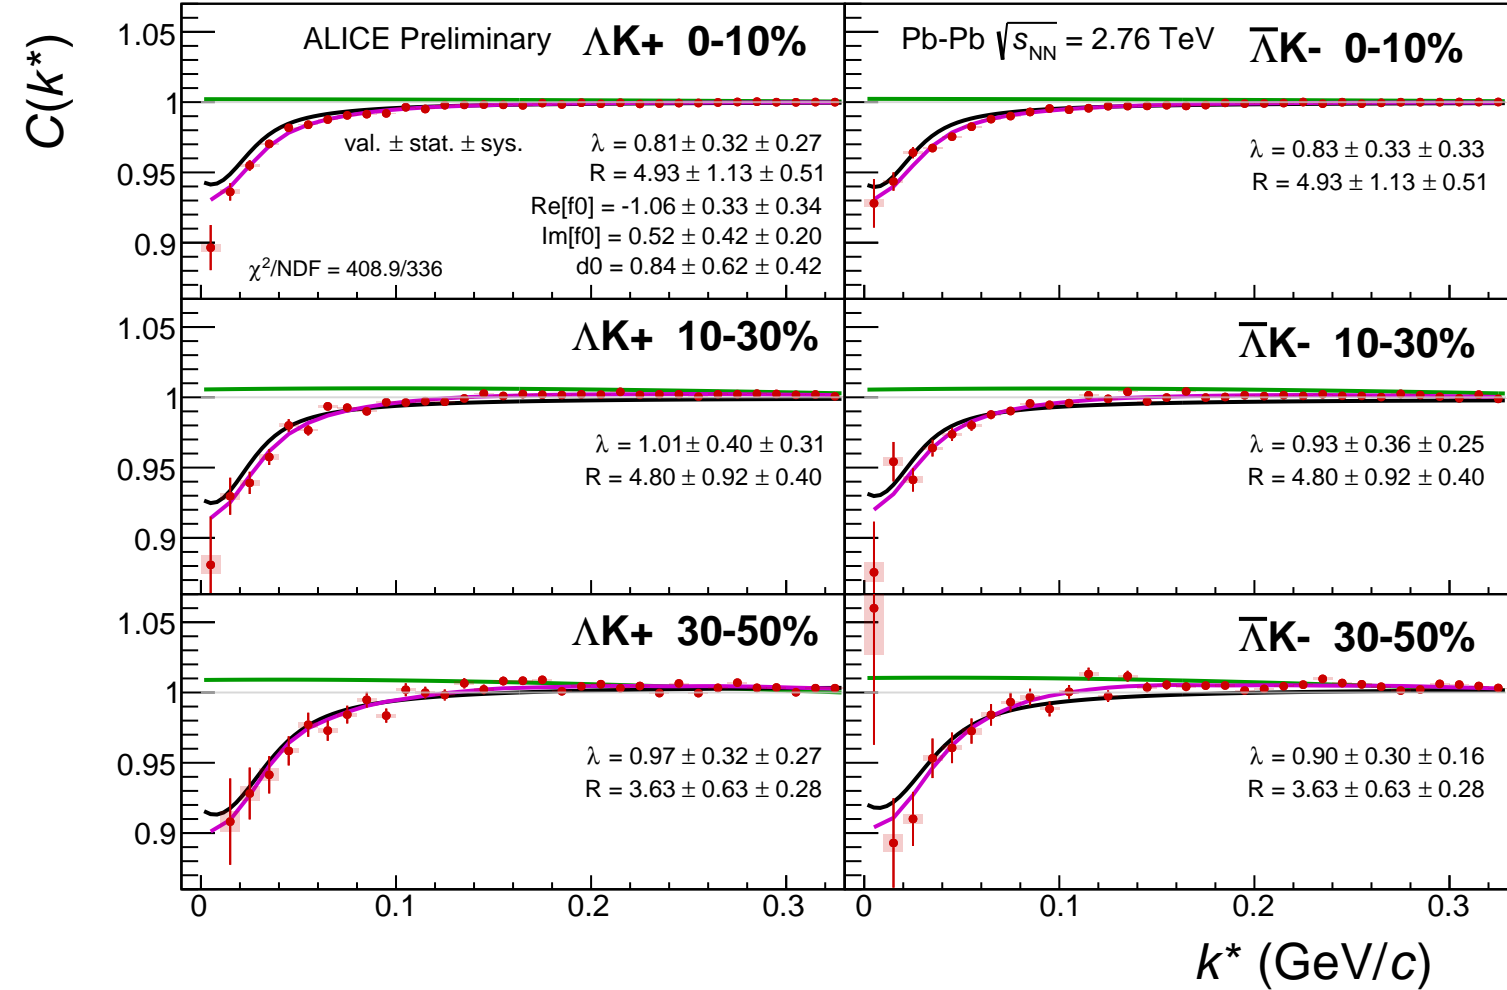 C(k*)
ALICE Preliminary ΛK+ 0-10%
1.05
1
0.95
0.9
val. ± stat. ± sys.
λ = 0.81 ± 0.32 ± 0.27
R = 4.93 ± 1.13 ± 0.51
Re[f0] = -1.06 ± 0.33 ± 0.34
Im[f0] = 0.52 ± 0.42 ± 0.20
d0 = 0.84 ± 0.62 ± 0.42
χ²/NDF = 408.9/336
Pb-Pb √s_NN = 2.76 TeV Λ̅K- 0-10%
λ = 0.83 ± 0.33 ± 0.33
R = 4.93 ± 1.13 ± 0.51
ΛK+ 10-30%
1.05
1
0.95
0.9
λ = 1.01 ± 0.40 ± 0.31
R = 4.80 ± 0.92 ± 0.40
Λ̅K- 10-30%
λ = 0.93 ± 0.36 ± 0.25
R = 4.80 ± 0.92 ± 0.40
ΛK+ 30-50%
1.05
1
0.95
0.9
λ = 0.97 ± 0.32 ± 0.27
R = 3.63 ± 0.63 ± 0.28
Λ̅K- 30-50%
λ = 0.90 ± 0.30 ± 0.16
R = 3.63 ± 0.63 ± 0.28
0 0.1 0.2 0.3
0 0.1 0.2 0.3
k* (GeV/c)